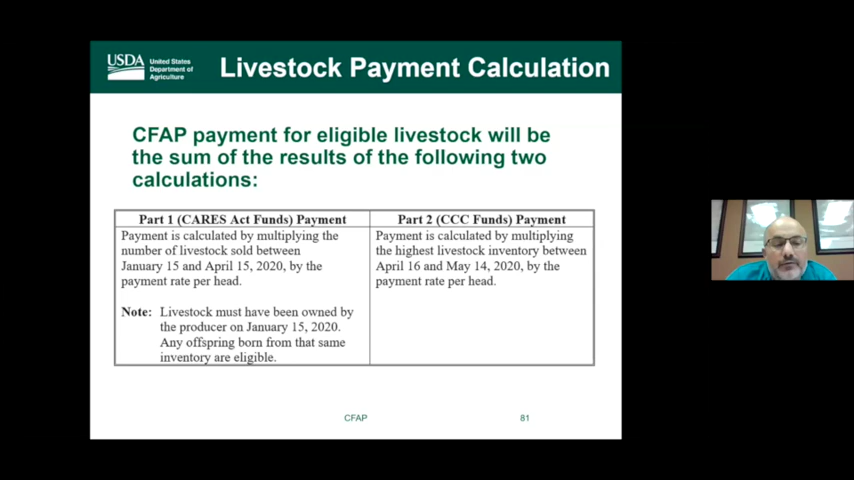 USDA
United States
Department of
Agriculture
Livestock Payment Calculation
CFAP payment for eligible livestock will be
the sum of the results of the following two
calculations:
Part 1 (CARES Act Funds) Payment
Payment is calculated by multiplying the
number of livestock sold between
January 15 and April 15, 2020, by the
payment rate per head.
Note: Livestock must have been owned by
the producer on January 15, 2020.
Any offspring born from that same
inventory are eligible.
Part 2 (CCC Funds) Payment
Payment is calculated by multiplying
the highest livestock inventory between
April 16 and May 14, 2020, by the
payment rate per head.
CFAP
81